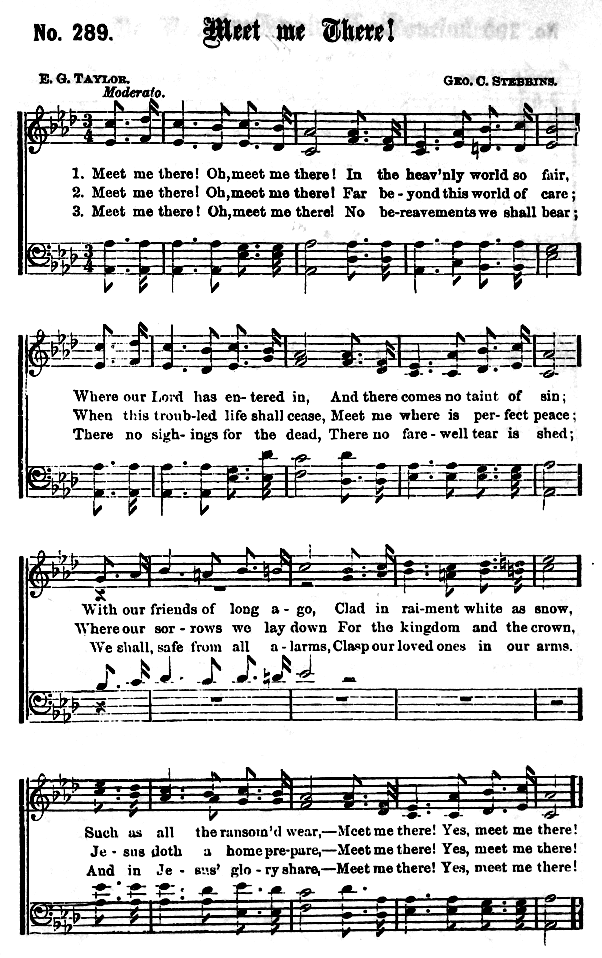 No. 289.
Meet me There!
E. G. TAYLOR.
GEO. C. STEBBINS.
Moderato.
1. Meet me there! Oh, meet me there! In the heav'nly world so fair,
2. Meet me there! Oh, meet me there! Far be-yond this world of care;
3. Meet me there! Oh, meet me there! No be-reavements we shall bear;
Where our Lord has en-tered in, And there comes no taint of sin;
When this troub-led life shall cease, Meet me where is per-fect peace;
There no sigh-ings for the dead, There no fare-well tear is shed;
With our friends of long a-go, Clad in rai-ment white as snow,
Where our sor-rows we lay down For the kingdom and the crown,
We shall, safe from all a-larms, Clasp our loved ones in our arms.
Such as all the ransom'd wear,—Meet me there! Yes, meet me there!
Je-sus doth a home pre-pare,—Meet me there! Yes, meet me there!
And in Je-sus' glo-ry share,—Meet me there! Yes, meet me there!